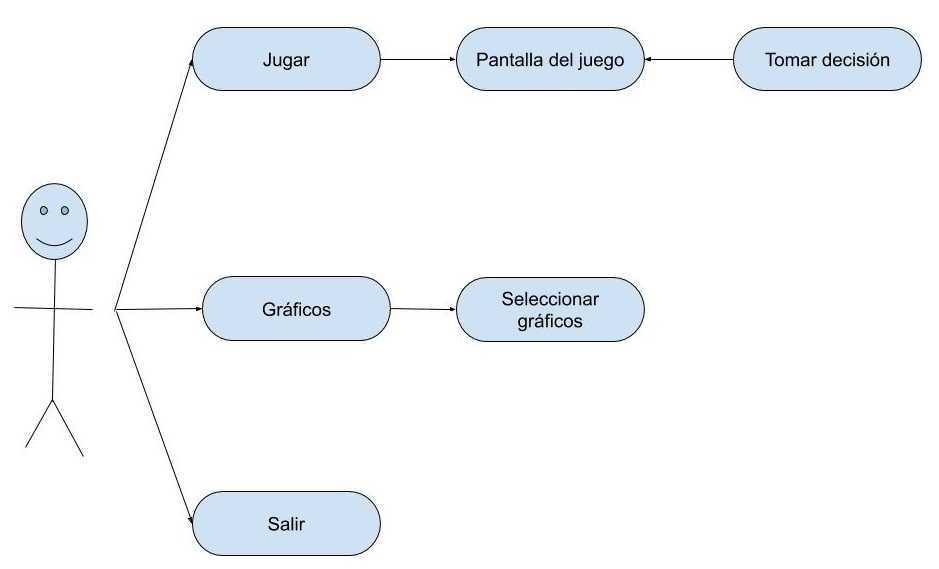 Jugar
Pantalla del juego
Tomar decisión
Gráficos
Seleccionar
gráficos
Salir